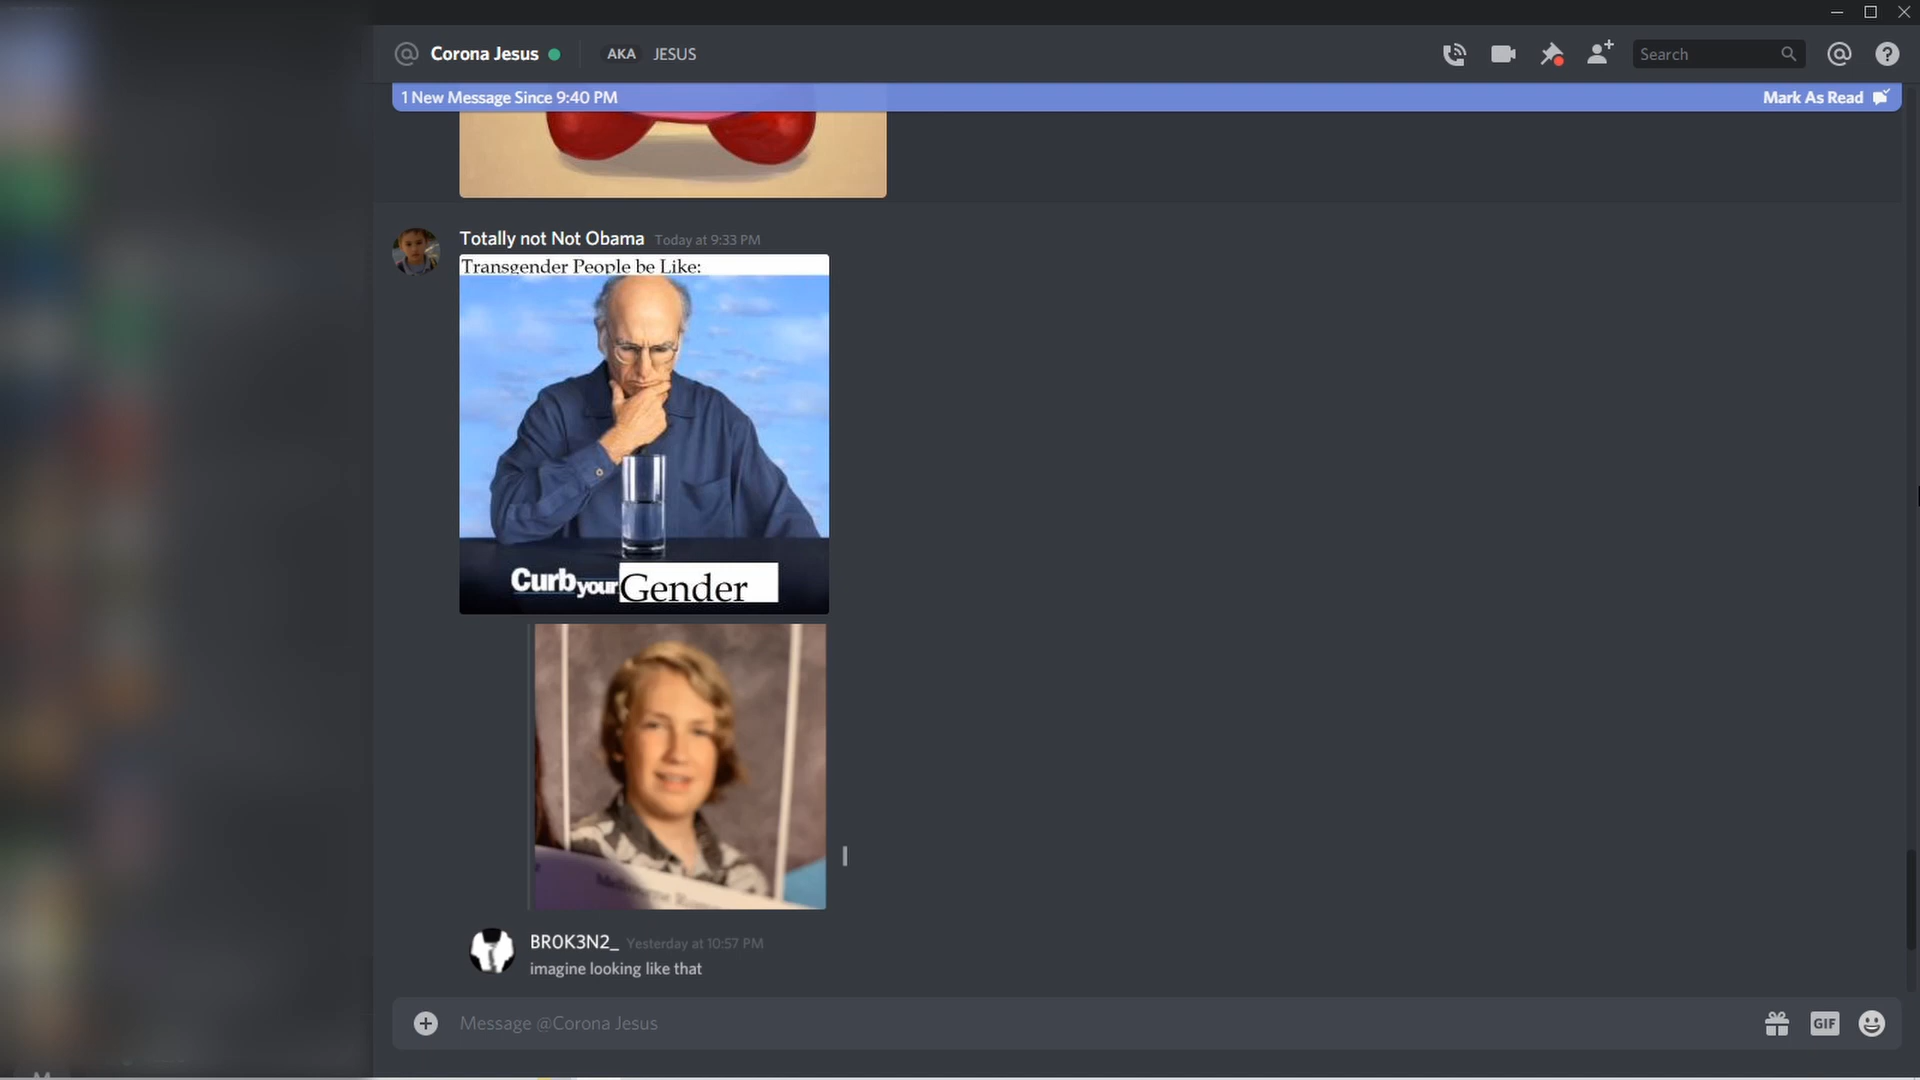 Corona Jesus
AKA JESUS
Search
1 New Message Since 9:40 PM
Mark As Read
Totally not Not Obama Today at 9:33 PM
Transgender People be Like:
Curb your Gender
BR0K3N2_ Yesterday at 10:57 PM
imagine looking like that
Message @Corona Jesus
GIF